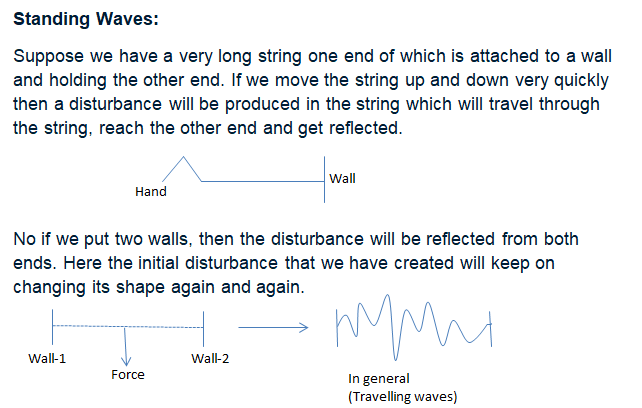 Standing Waves:
Suppose we have a very long string one end of which is attached to a wall
and holding the other end. If we move the string up and down very quickly
then a disturbance will be produced in the string which will travel through
the string, reach the other end and get reflected.
Hand
Wall
No if we put two walls, then the disturbance will be reflected from both
ends. Here the initial disturbance that we have created will keep on
changing its shape again and again.
Wall-1
Wall-2
Force
In general
(Travelling waves)